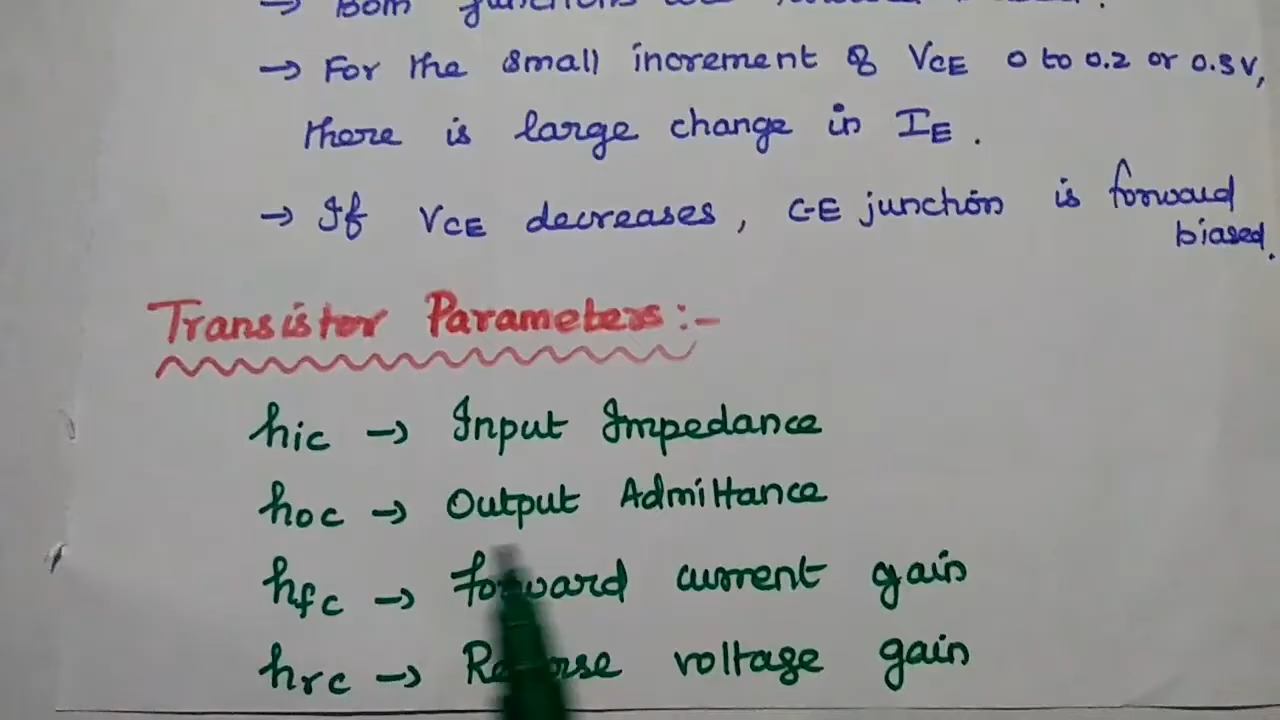 → Both junctions
→ For the small increment of VCE 0 to 0.2 or 0.3V,
there is large change in IE.
→ If VCE decreases, C-E junction is forward
biased.
Transistor Parameters:-
hic → Input Impedance
hoc → Output Admittance
hfc → forward current gain
hrc → Reverse voltage gain